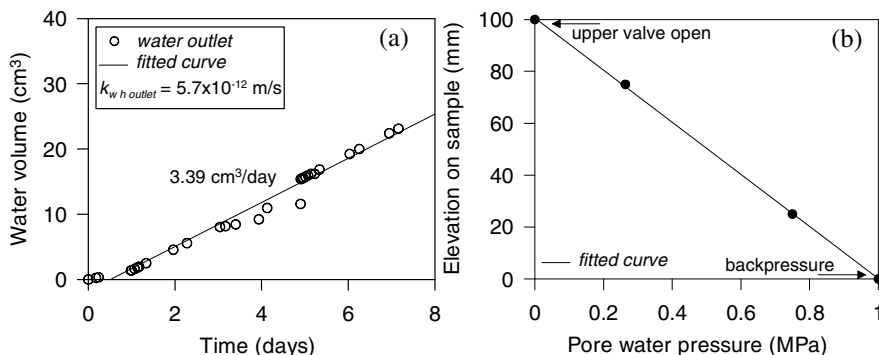 40
30
20
10
0
0
2
4
6
8
Water volume (cm³)
Time (days)
(a)
water outlet
fitted curve
k w h outlet = 5.7x10⁻¹² m/s
3.39 cm³/day
100
80
60
40
20
0
0
0.2
0.4
0.6
0.8
1
Elevation on sample (mm)
Pore water pressure (MPa)
(b)
upper valve open
backpressure
fitted curve